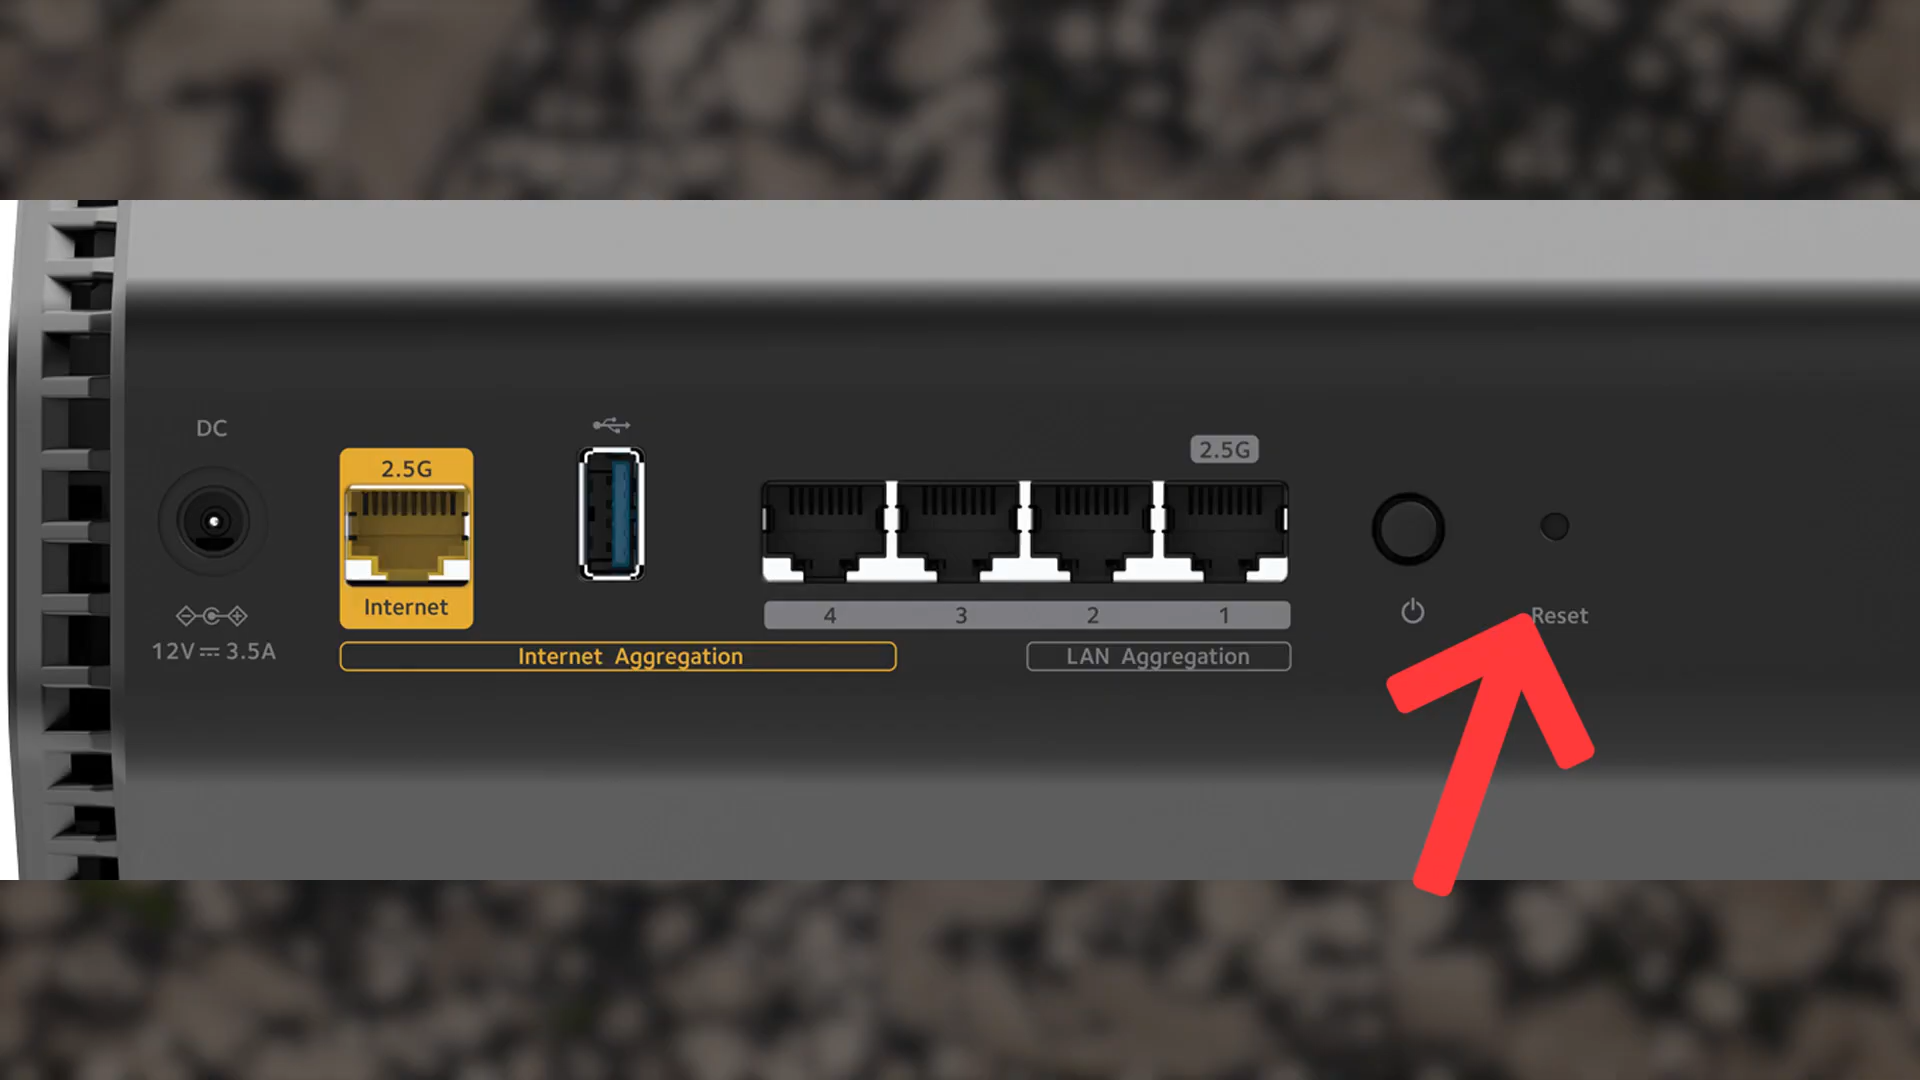 DC
2.5G
2.5G
Internet
4 3 2 1
Reset
12V 3.5A
Internet Aggregation
LAN Aggregation